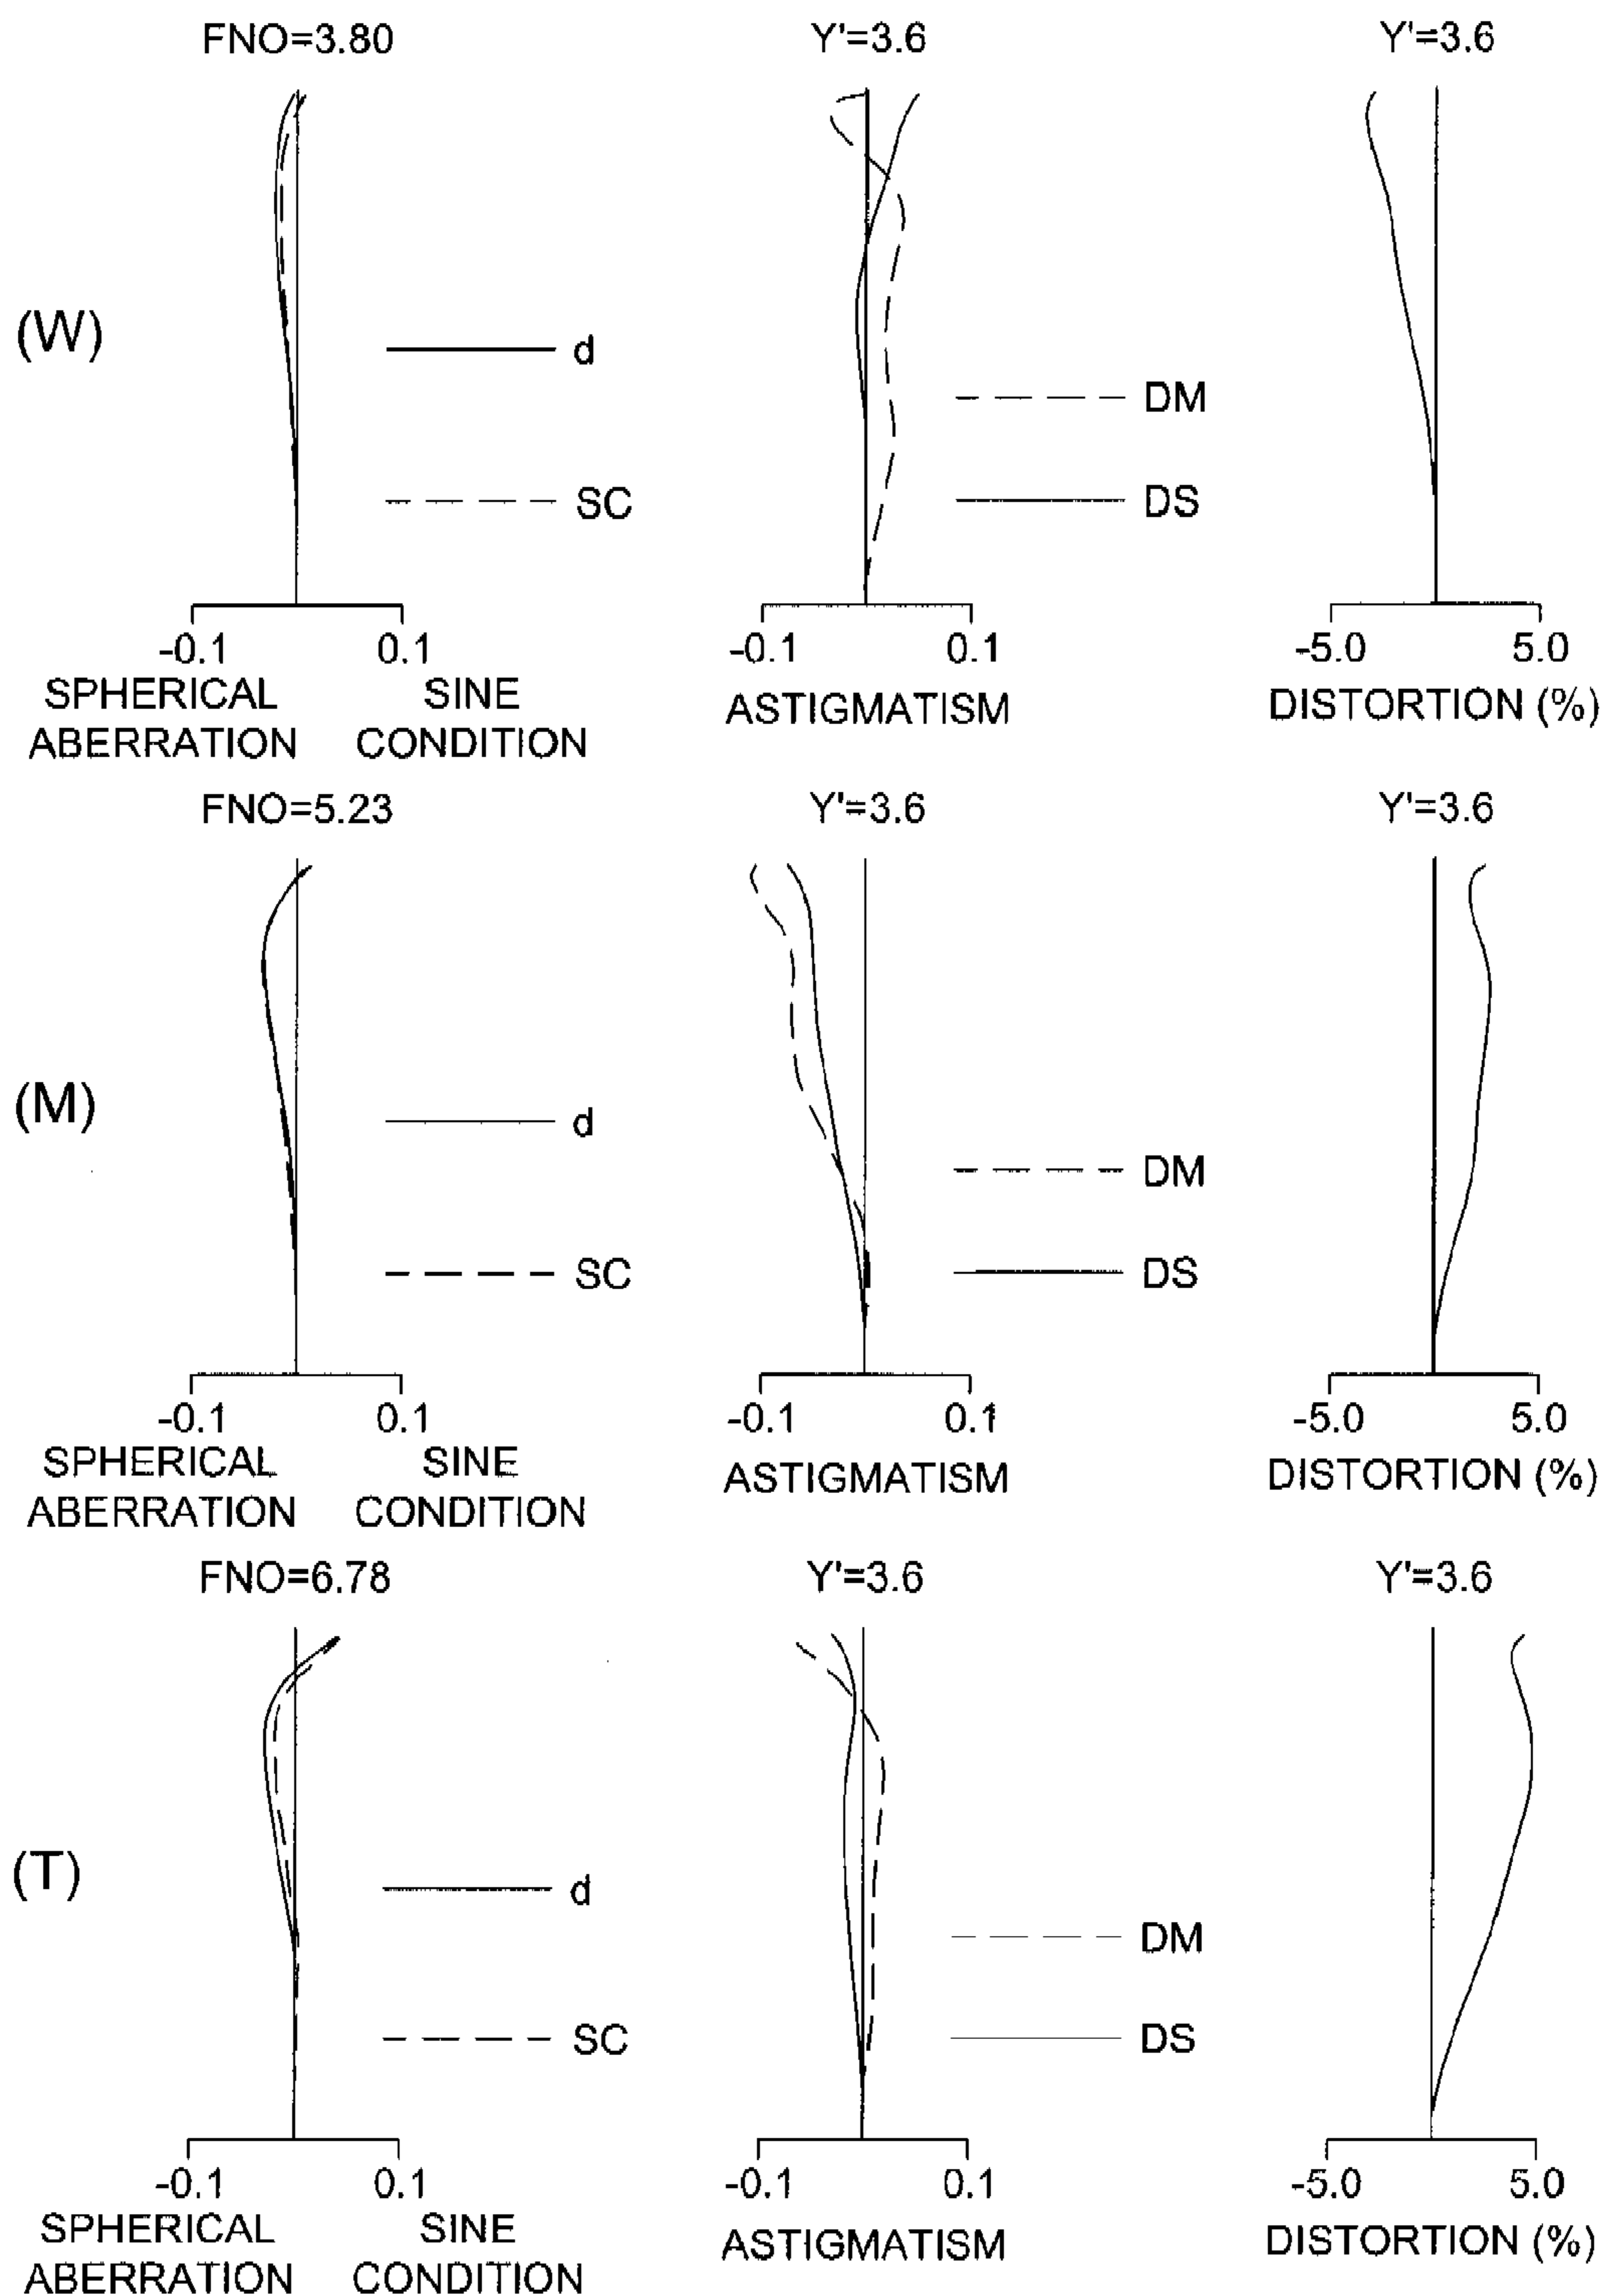 FNO=3.80
Y'=3.6
Y'=3.6
(W)
d
DM
SC
DS
-0.1
0.1
-0.1
0.1
-5.0
5.0
SPHERICAL
ABERRATION
SINE
CONDITION
ASTIGMATISM
DISTORTION (%)
FNO=5.23
Y'=3.6
Y'=3.6
(M)
d
DM
SC
DS
-0.1
0.1
-0.1
0.1
-5.0
5.0
SPHERICAL
ABERRATION
SINE
CONDITION
ASTIGMATISM
DISTORTION (%)
FNO=6.78
Y'=3.6
Y'=3.6
(T)
d
DM
SC
DS
-0.1
0.1
-0.1
0.1
-5.0
5.0
SPHERICAL
ABERRATION
SINE
CONDITION
ASTIGMATISM
DISTORTION (%)